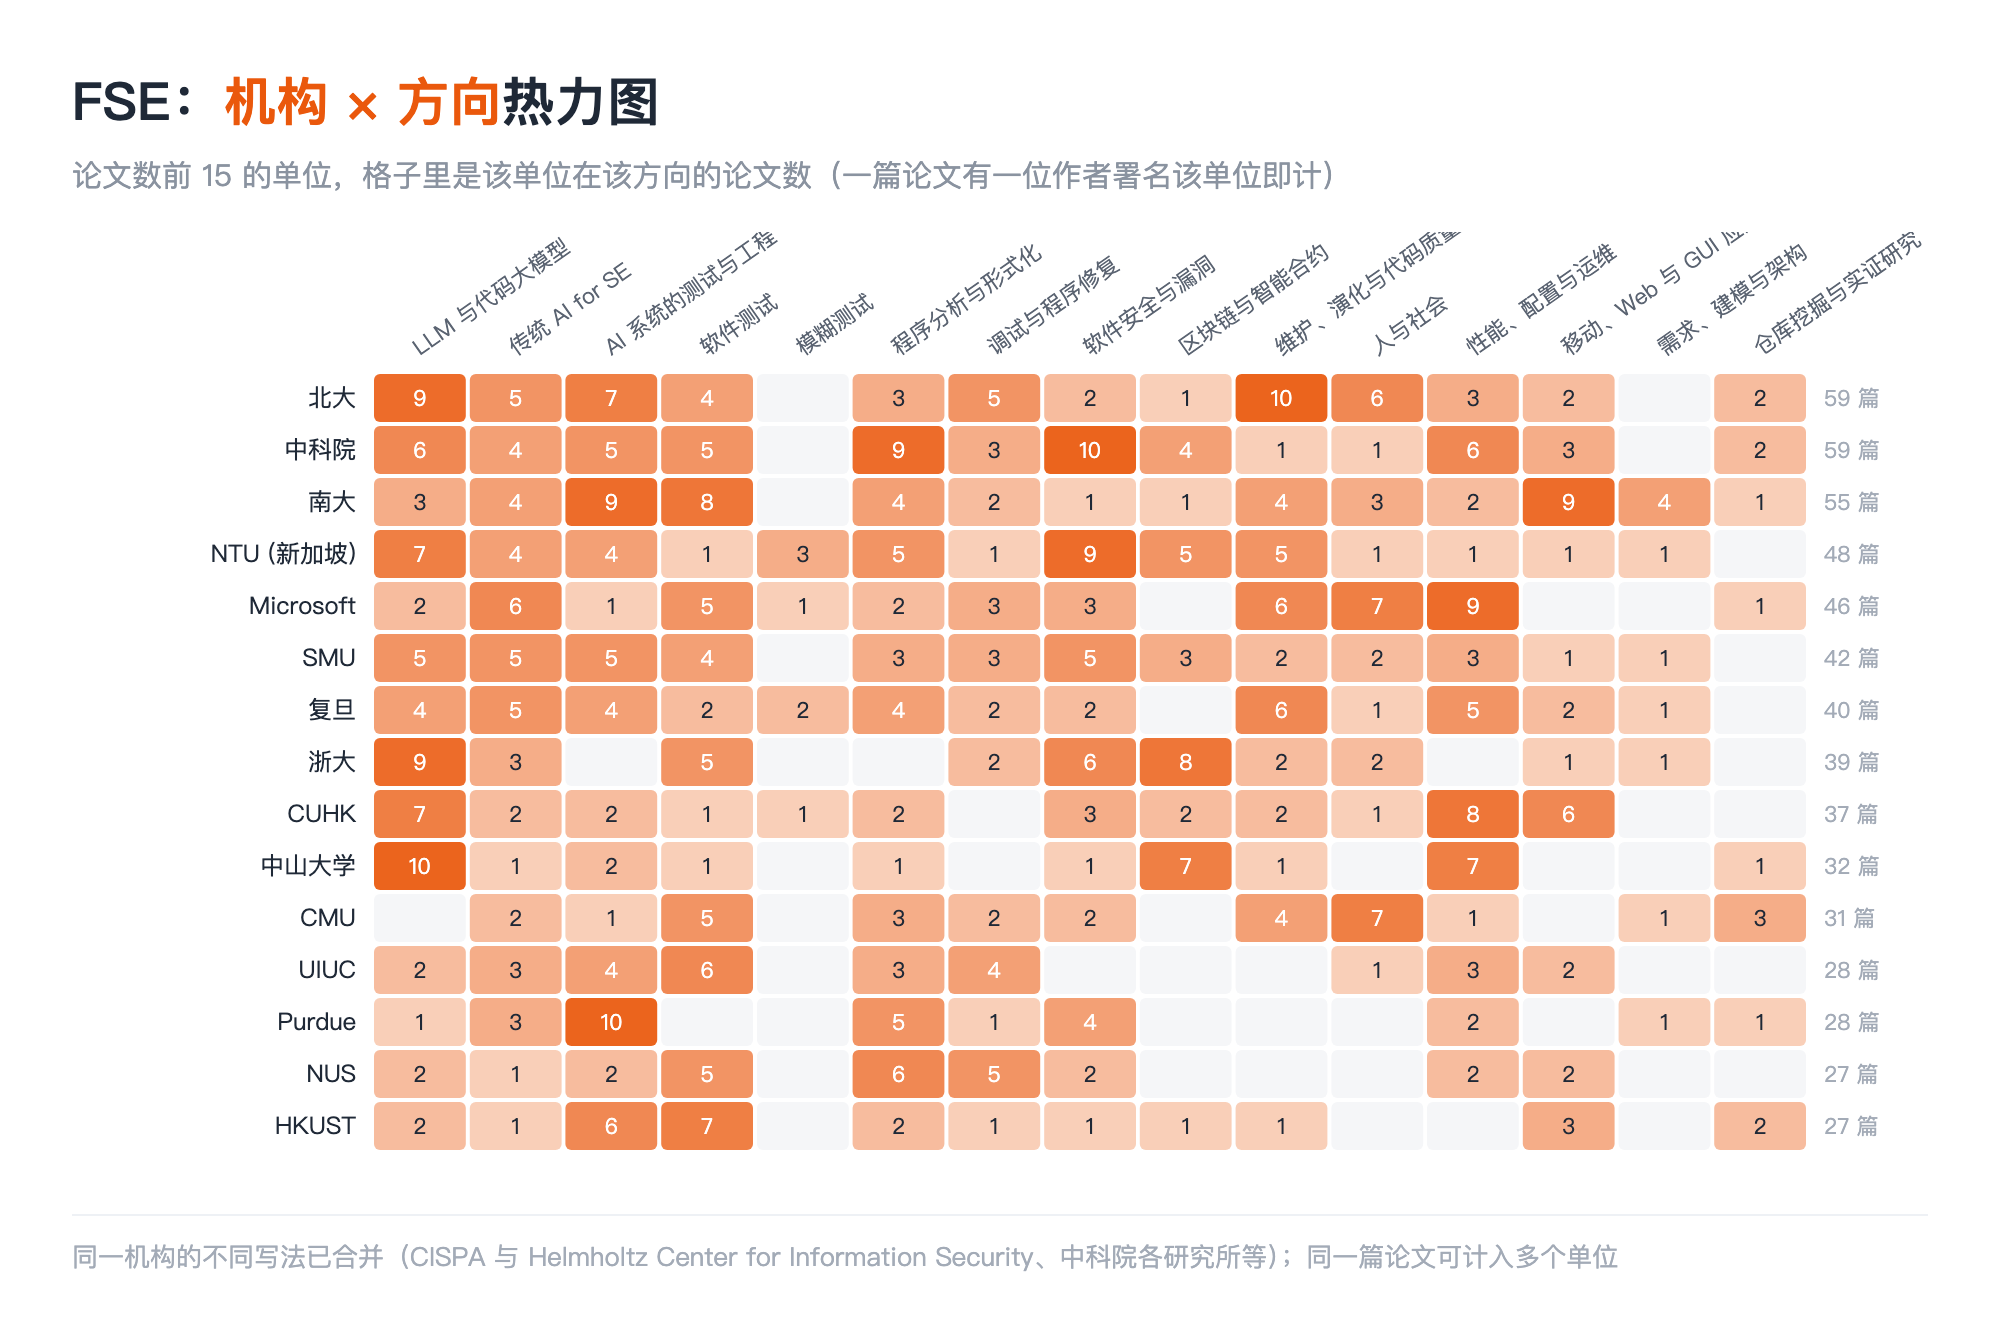 FSE：机构 × 方向热力图
论文数前 15 的单位，格子里是该单位在该方向的论文数（一篇论文有一位作者署名该单位即计）
LLM 与代码大模型
传统 AI for SE
AI 系统的测试与工程
软件测试
模糊测试
程序分析与形式化
调试与程序修复
软件安全与漏洞
区块链与智能合约
维护、演化与代码质量
人与社会
性能、配置与运维
移动、Web 与 GUI
需求、建模与架构
仓库挖掘与实证研究
北大 9 5 7 4 3 5 2 1 10 6 3 2 2 59 篇
中科院 6 4 5 5 9 3 10 4 1 1 6 3 2 59 篇
南大 3 4 9 8 4 2 1 1 4 3 2 9 4 1 55 篇
NTU (新加坡) 7 4 4 1 3 5 1 9 5 5 1 1 1 1 48 篇
Microsoft 2 6 1 5 1 2 3 3 6 7 9 1 46 篇
SMU 5 5 5 4 3 3 5 3 2 2 3 1 1 42 篇
复旦 4 5 4 2 2 4 2 2 6 1 5 2 1 40 篇
浙大 9 3 5 2 6 8 2 2 1 1 39 篇
CUHK 7 2 2 1 1 2 3 2 2 1 8 6 37 篇
中山大学 10 1 2 1 1 1 7 1 7 1 32 篇
CMU 2 1 5 3 2 2 4 7 1 1 3 31 篇
UIUC 2 3 4 6 3 4 1 3 2 28 篇
Purdue 1 3 10 5 1 4 2 1 1 28 篇
NUS 2 1 2 5 6 5 2 2 2 27 篇
HKUST 2 1 6 7 2 1 1 1 1 3 2 27 篇
同一机构的不同写法已合并（CISPA 与 Helmholtz Center for Information Security、中科院各研究所等）；同一篇论文可计入多个单位